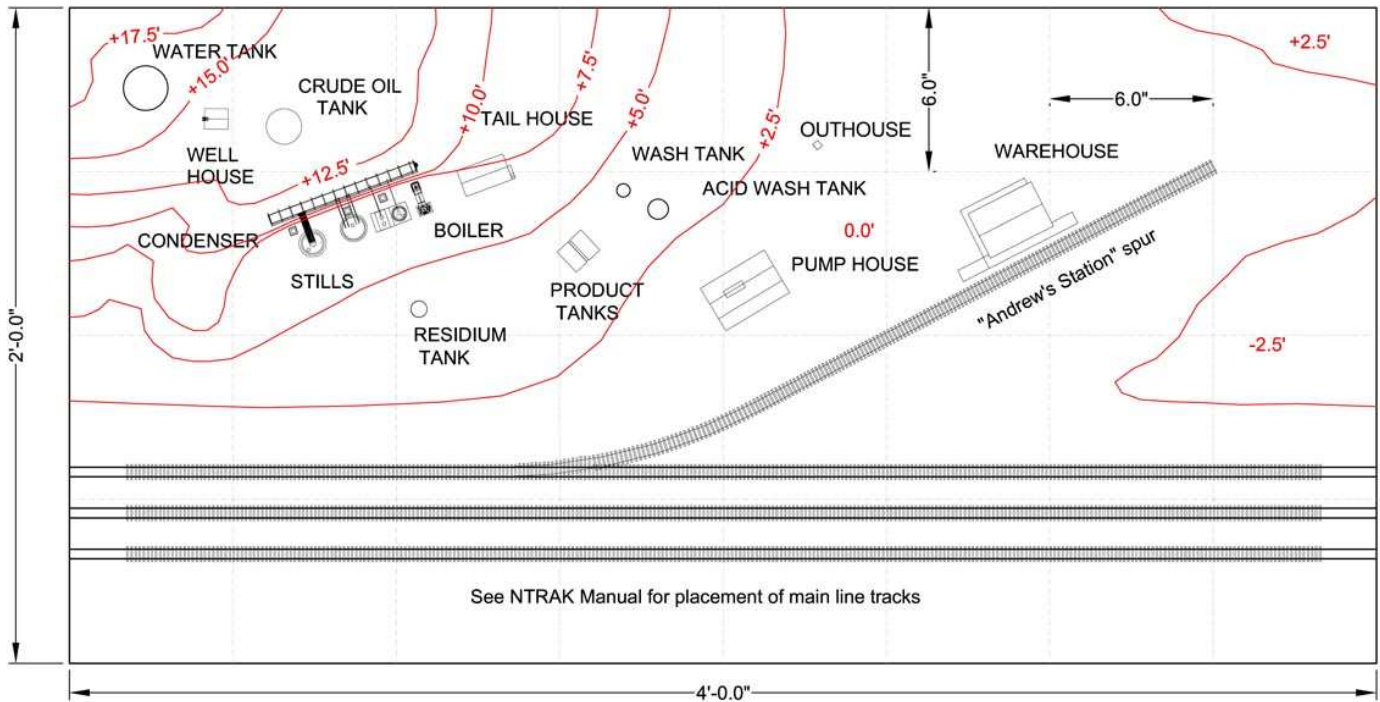 +17.5'
WATER TANK
+15.0'
CRUDE OIL
TANK
WELL
HOUSE
+12.5'
+10.0'
+7.5'
TAIL HOUSE
+5.0'
+2.5'
WASH TANK
ACID WASH TANK
OUTHOUSE
6.0"
6.0"
+2.5'
WAREHOUSE
CONDENSER
STILLS
BOILER
RESIDIUM
TANK
PRODUCT
TANKS
0.0'
PUMP HOUSE
"Andrew's Station" spur
-2.5'
2'-0.0"
See NTRAK Manual for placement of main line tracks
4'-0.0"